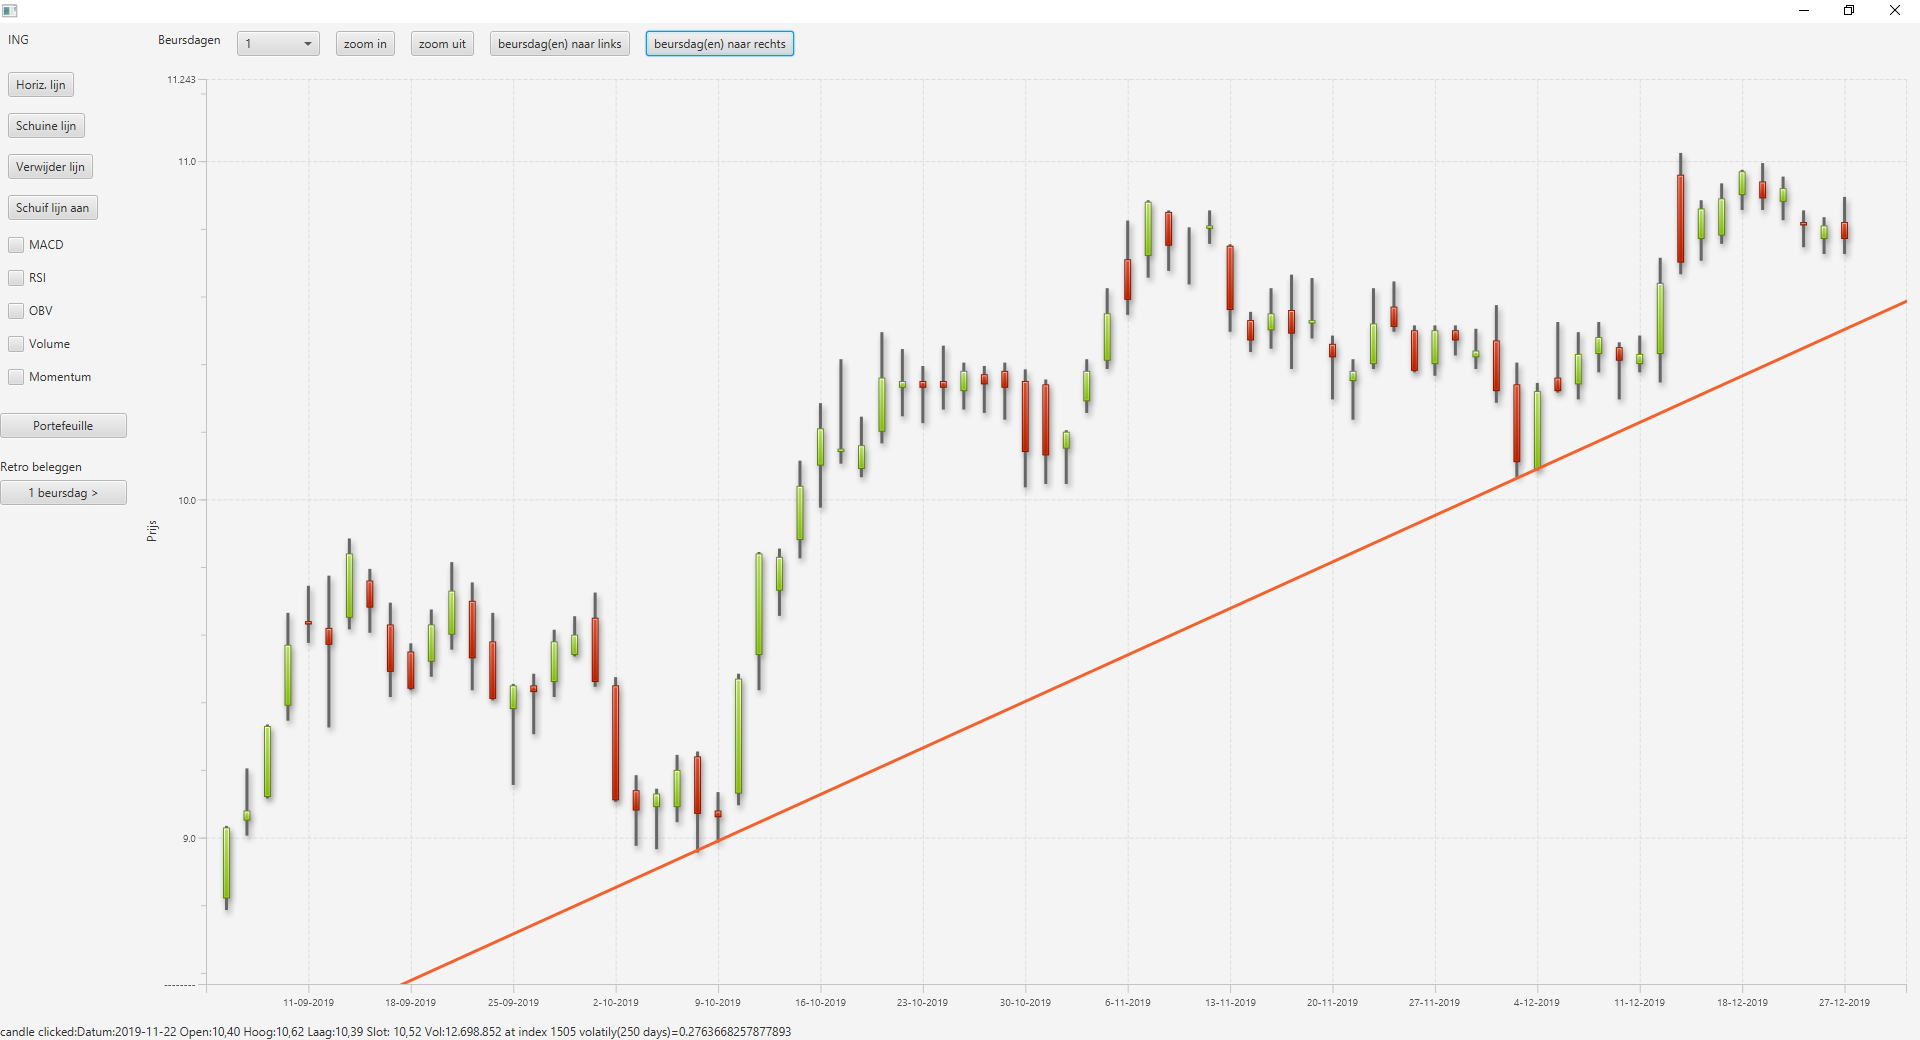 ING
Beursdagen
1
zoom in
zoom uit
beursdag(en) naar links
beursdag(en) naar rechts
Horiz. lijn
Schuine lijn
Verwijder lijn
Schuif lijn aan
MACD
RSI
OBV
Volume
Momentum
Portefeuille
Retro beleggen
1 beursdag >
Prijs
11.243
11.0
10.0
9.0
--------
11-09-2019
18-09-2019
25-09-2019
2-10-2019
9-10-2019
16-10-2019
23-10-2019
30-10-2019
6-11-2019
13-11-2019
20-11-2019
27-11-2019
4-12-2019
11-12-2019
18-12-2019
27-12-2019
candle clicked:Datum:2019-11-22 Open:10,40 Hoog:10,62 Laag:10,39 Slot: 10,52 Vol:12.698.852 at index 1505 volatily(250 days)=0.2763668257877893